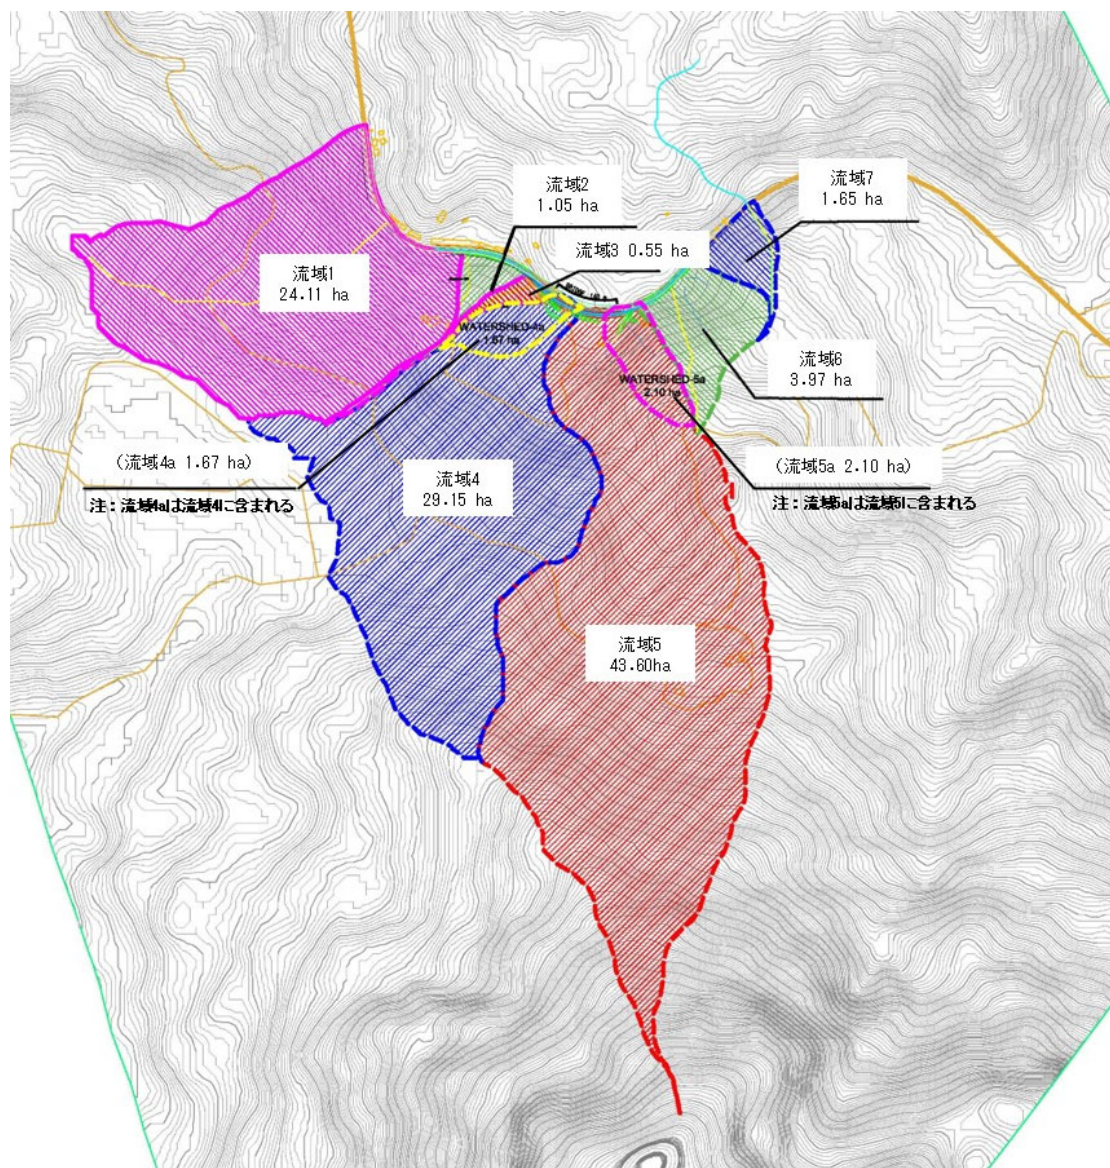 流域7
1.65 ha
流域2
1.05 ha
流域3 0.55 ha
流域1
24.11 ha
WATERSHED-4a
1.67 ha
流域6
3.97 ha
WATERSHED-5a
2.10 ha
(流域4a 1.67 ha)
注：流域4aは流域4に含まれる
流域4
29.15 ha
(流域5a 2.10 ha)
注：流域5aは流域5に含まれる
流域5
43.60ha